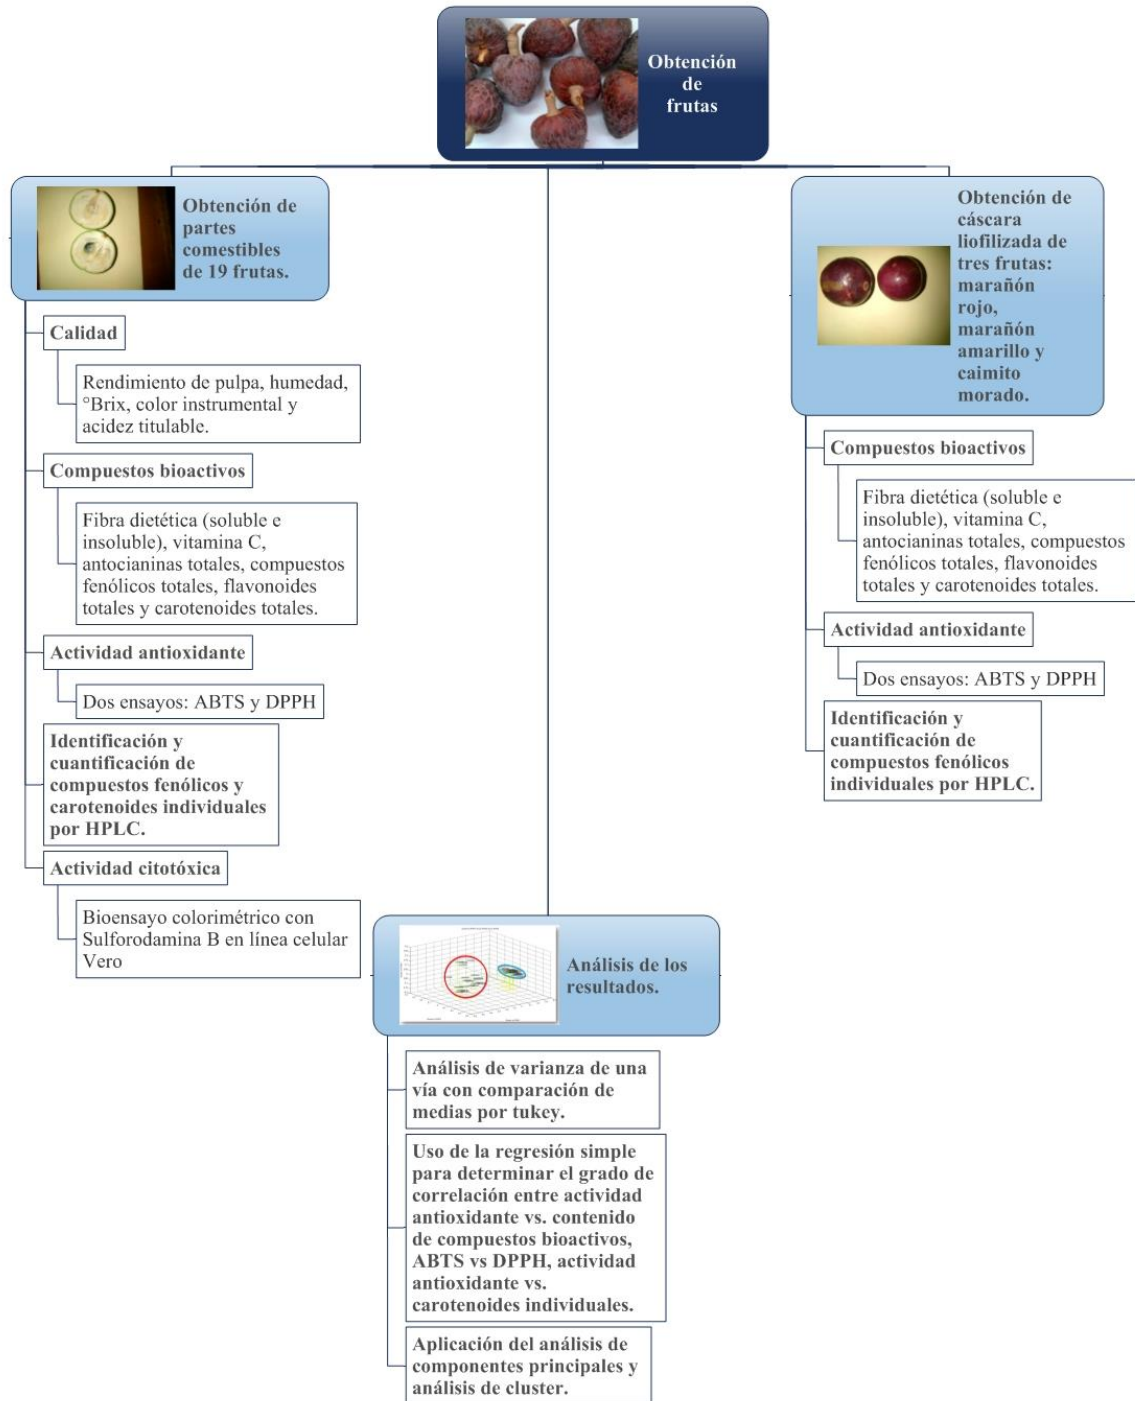 Obtención
de
frutas
Obtención de
partes
comestibles
de 19 frutas.
Calidad
Rendimiento de pulpa, humedad,
°Brix, color instrumental y
acidez titulable.
Compuestos bioactivos
Fibra dietética (soluble e
insoluble), vitamina C,
antocianinas totales, compuestos
fenólicos totales, flavonoides
totales y carotenoides totales.
Actividad antioxidante
Dos ensayos: ABTS y DPPH
Identificación y
cuantificación de
compuestos fenólicos y
carotenoides individuales
por HPLC.
Actividad citotóxica
Bioensayo colorimétrico con
Sulforodamina B en línea celular
Vero
Obtención de
cáscara
liofilizada de
tres frutas:
marañón
rojo,
marañón
amarillo y
caimito
morado.
Compuestos bioactivos
Fibra dietética (soluble e
insoluble), vitamina C,
antocianinas totales, compuestos
fenólicos totales, flavonoides
totales y carotenoides totales.
Actividad antioxidante
Dos ensayos: ABTS y DPPH
Identificación y
cuantificación de
compuestos fenólicos
individuales por HPLC.
Análisis de los
resultados.
Análisis de varianza de una
vía con comparación de
medias por tukey.
Uso de la regresión simple
para determinar el grado de
correlación entre actividad
antioxidante vs. contenido
de compuestos bioactivos,
ABTS vs DPPH, actividad
antioxidante vs.
carotenoides individuales.
Aplicación del análisis de
componentes principales y
análisis de cluster.